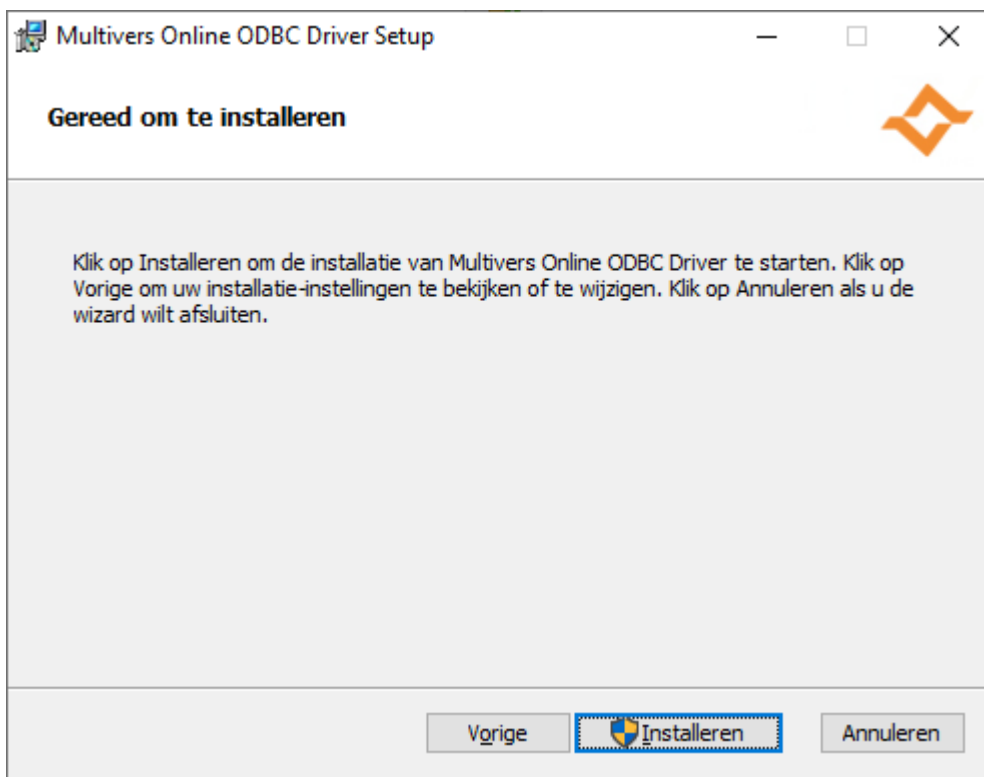 Multivers Online ODBC Driver Setup
Gereed om te installeren
Klik op Installeren om de installatie van Multivers Online ODBC Driver te starten. Klik op
Vorige om uw installatie-instellingen te bekijken of te wijzigen. Klik op Annuleren als u de
wizard wilt afsluiten.
Vorige
Installeren
Annuleren